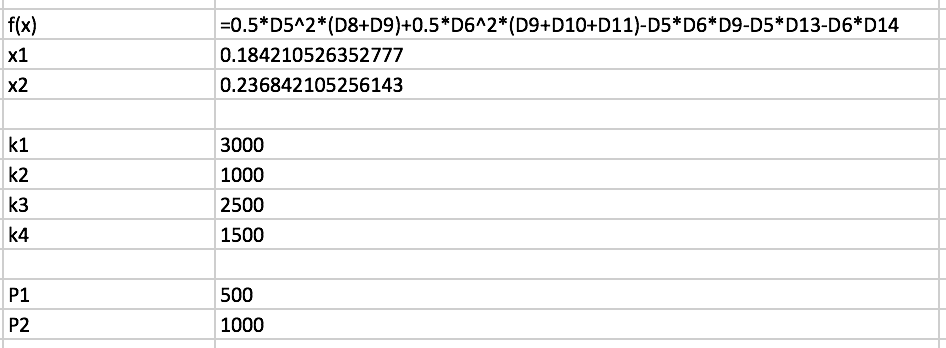 f(x) =0.5*D5^2*(D8+D9)+0.5*D6^2*(D9+D10+D11)-D5*D6*D9-D5*D13-D6*D14
x1 0.184210526352777
x2 0.236842105256143
k1 3000
k2 1000
k3 2500
k4 1500
P1 500
P2 1000